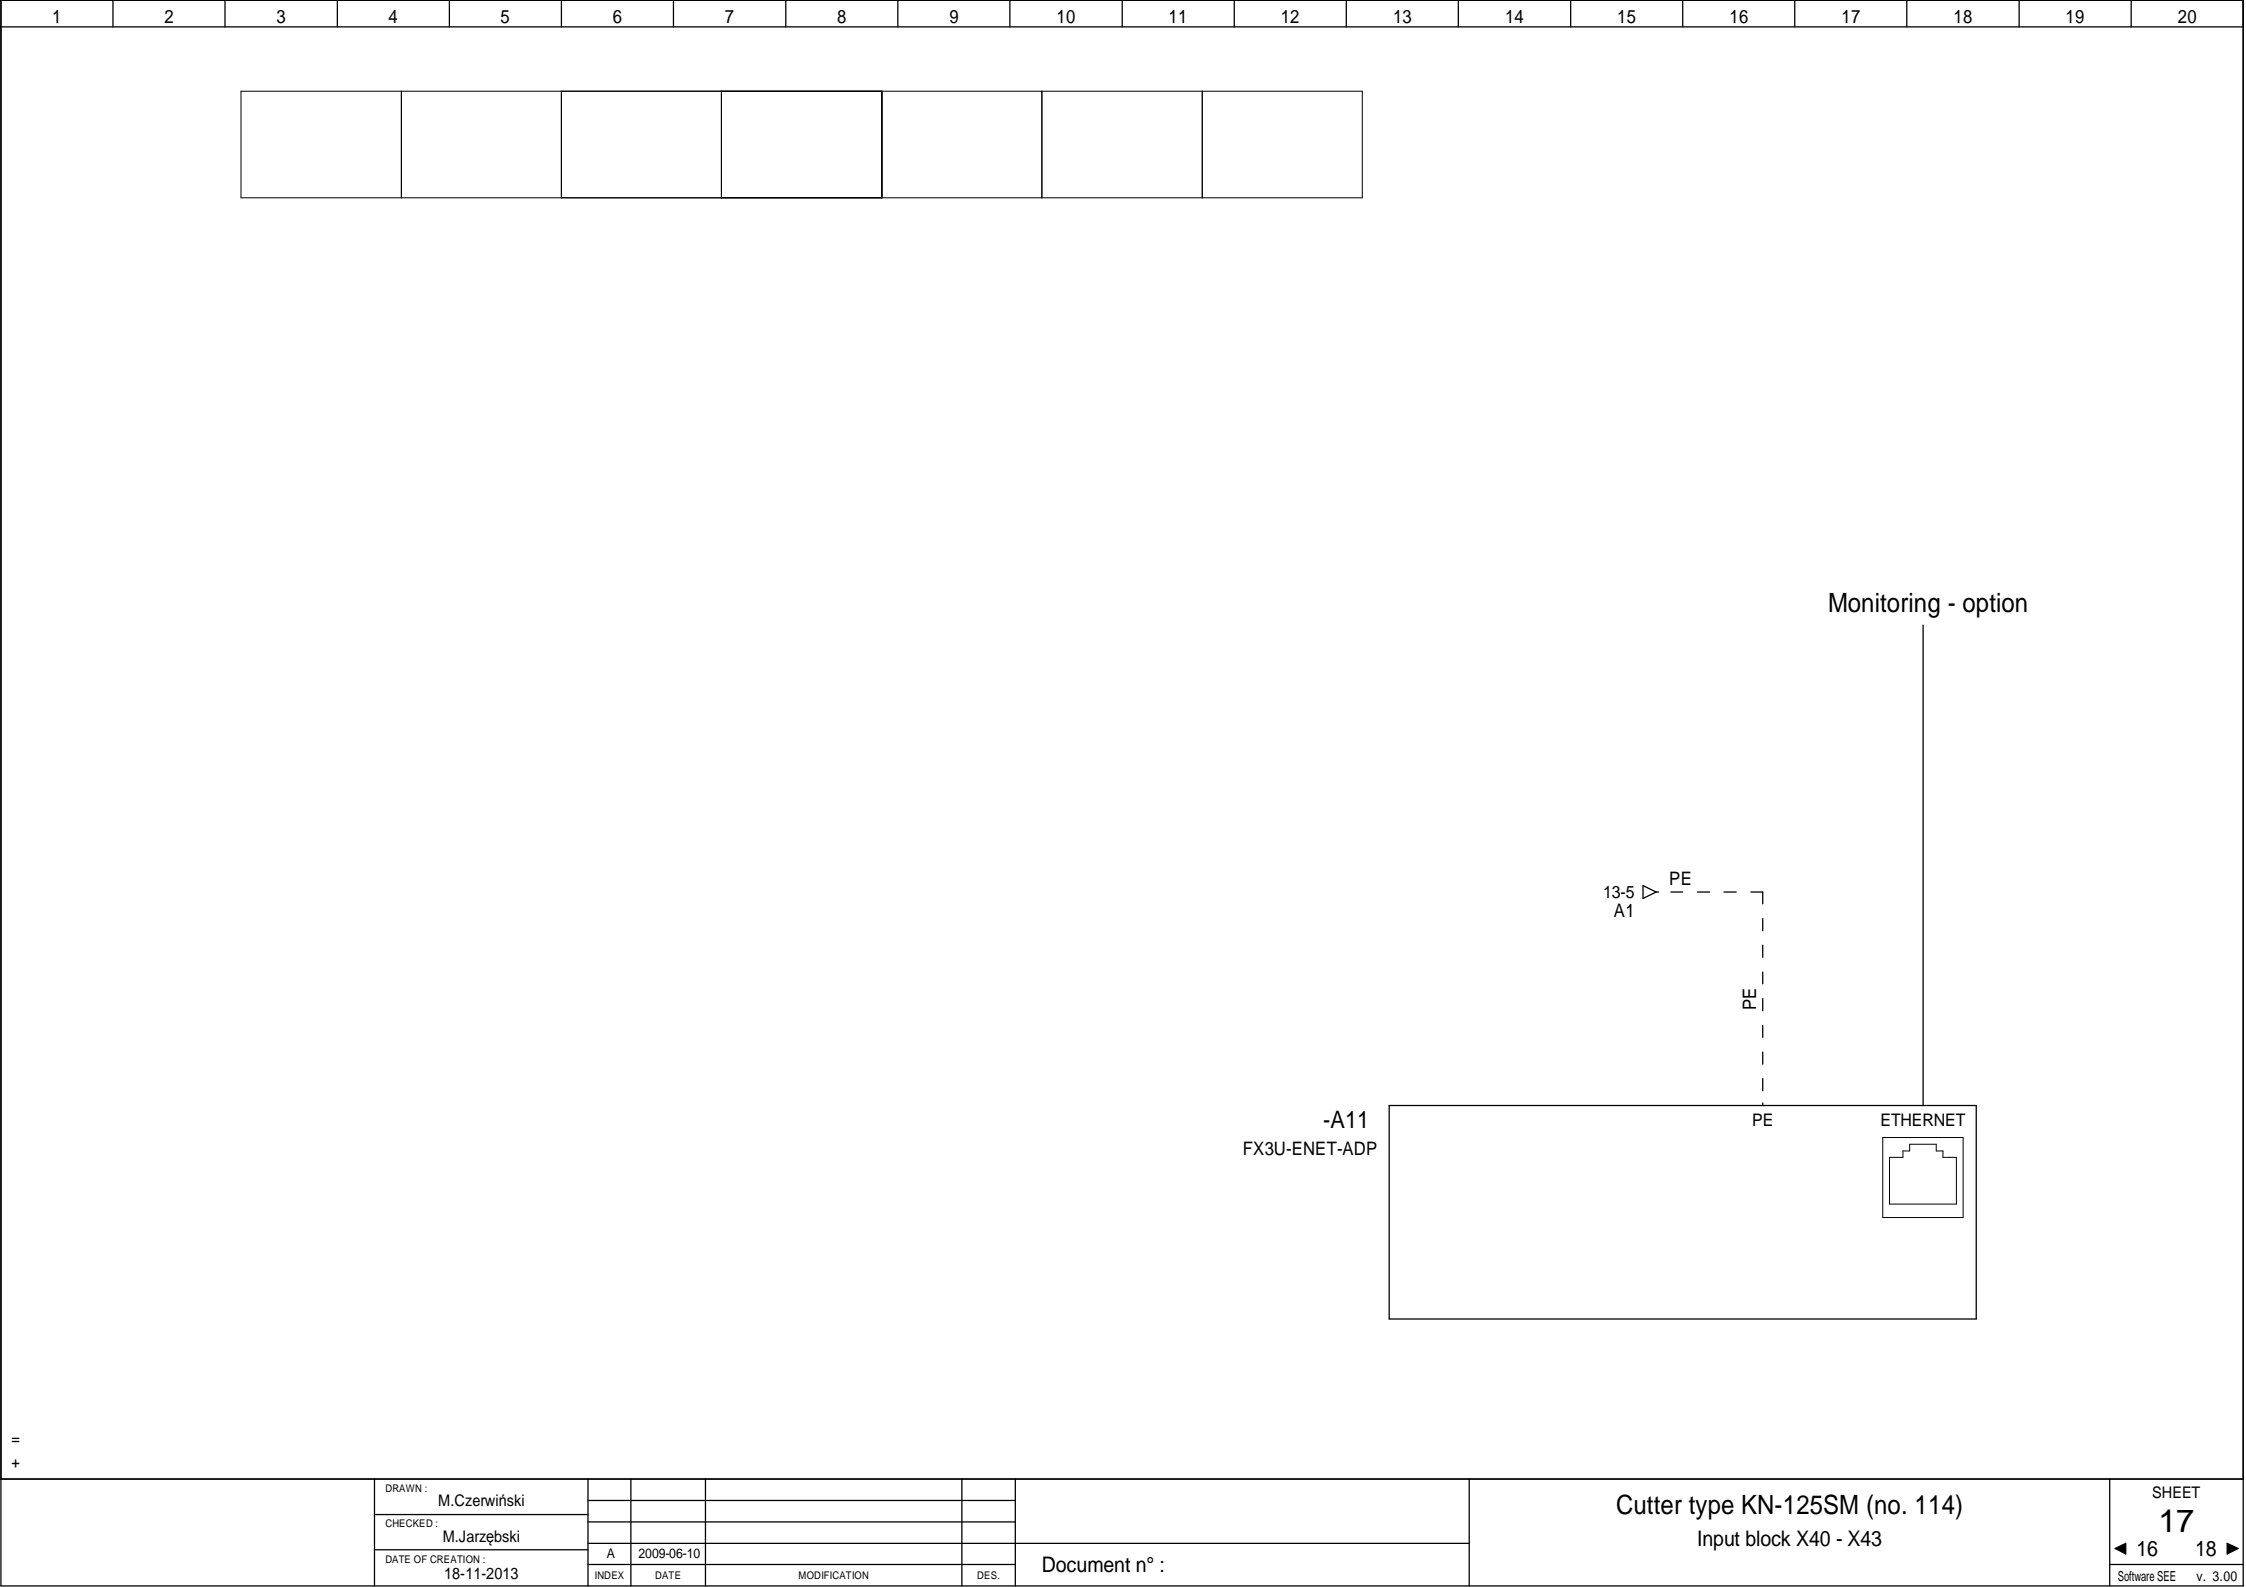 1 2 3 4 5 6 7 8 9 10 11 12 13 14 15 16 17 18 19 20
Monitoring - option
13-5 PE
A1
PE
-A11 PE ETHERNET
FX3U-ENET-ADP
=
+
DRAWN :
M.Czerwiński
CHECKED :
M.Jarzębski
DATE OF CREATION :
18-11-2013
A 2009-06-10
INDEX DATE MODIFICATION DES.
Document n° :
Cutter type KN-125SM (no. 114)
Input block X40 - X43
SHEET
17
◄ 16 18 ►
Software SEE v. 3.00